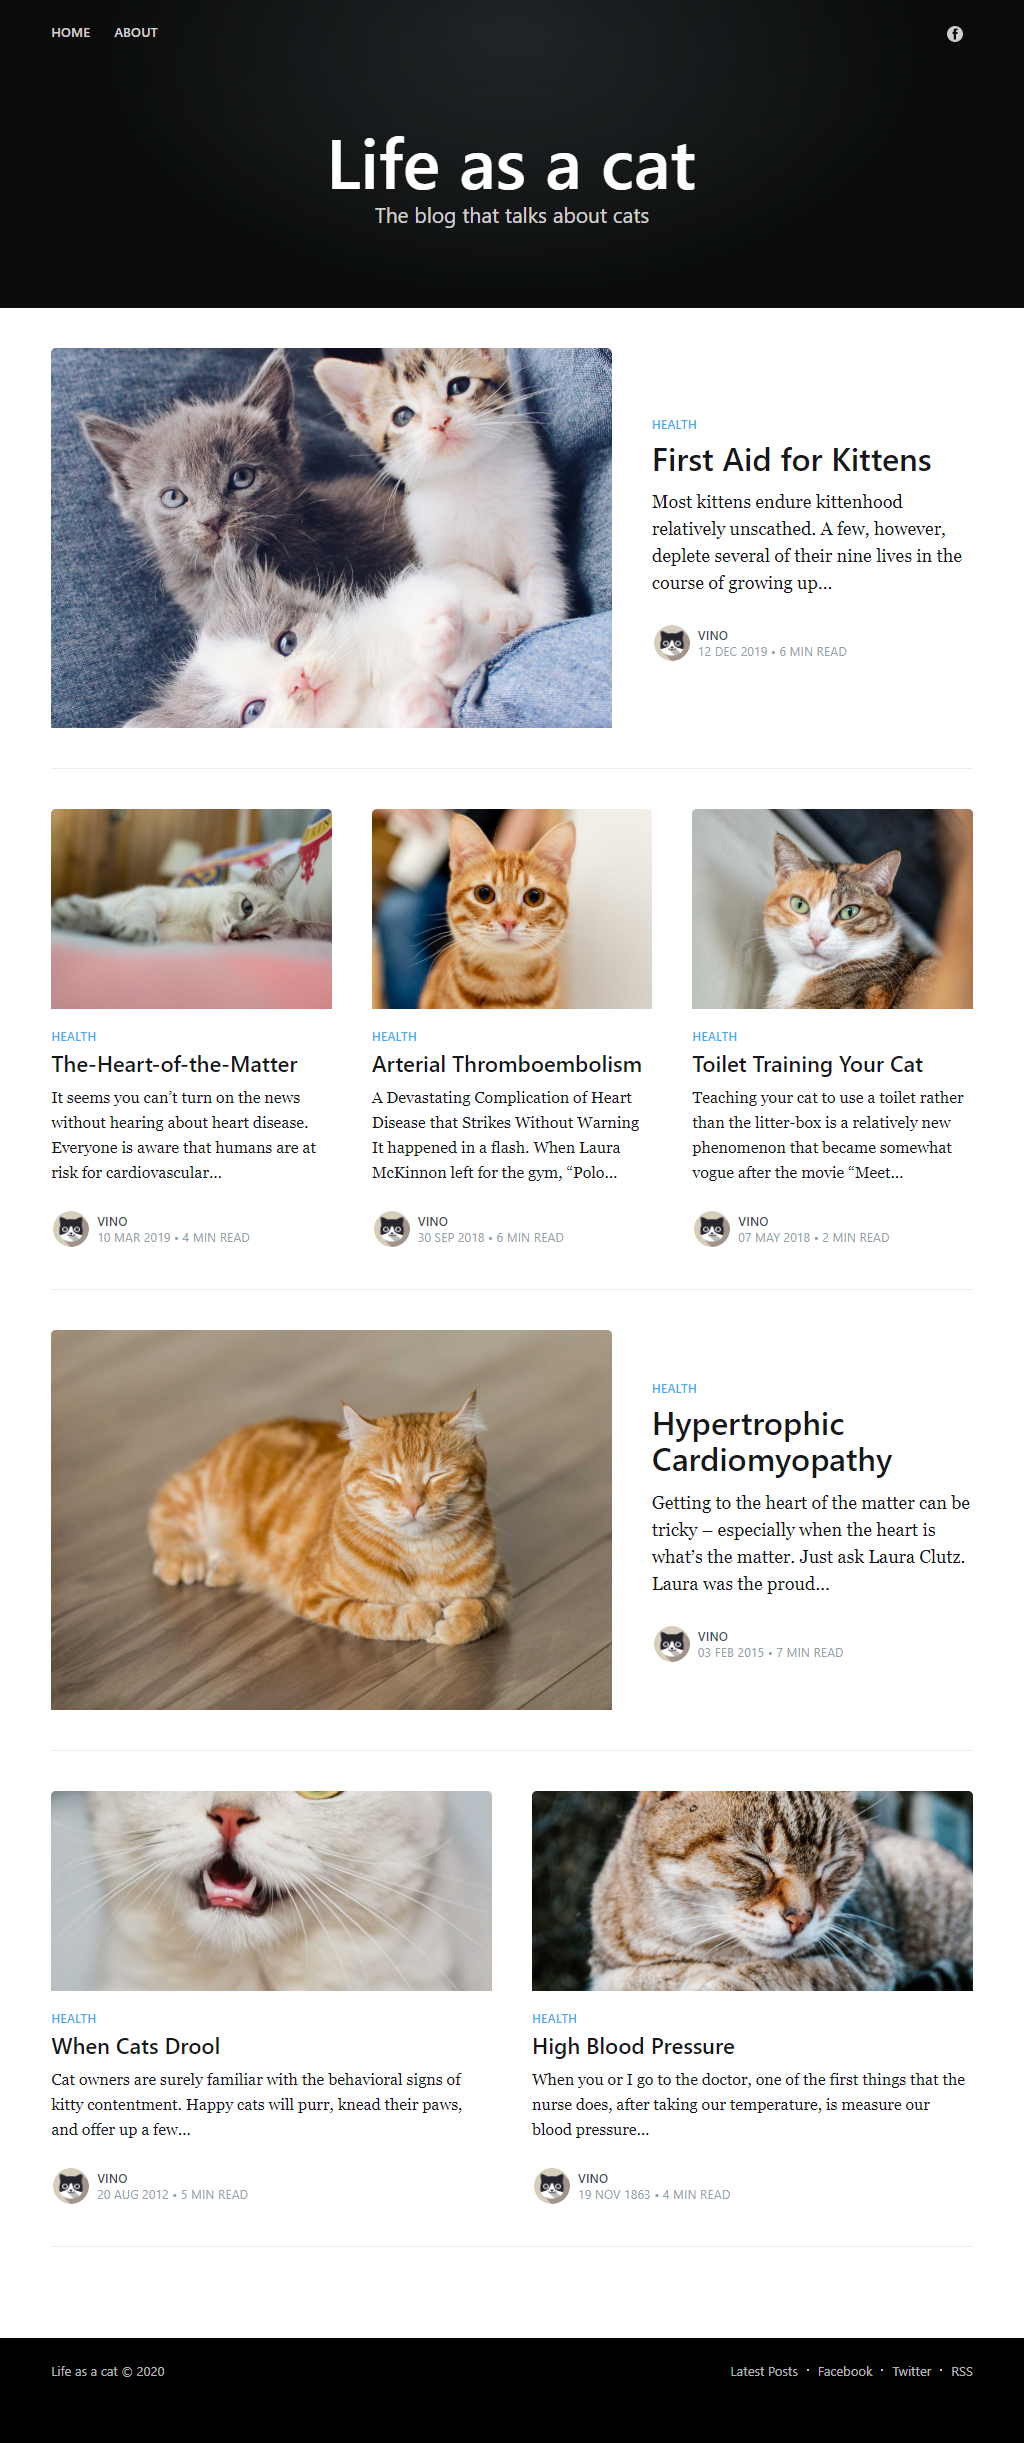 HOME ABOUT
Life as a cat
The blog that talks about cats
HEALTH
First Aid for Kittens
Most kittens endure kittenhood
relatively unscathed. A few, however,
deplete several of their nine lives in the
course of growing up...
VINO
12 DEC 2019 • 6 MIN READ
HEALTH
The-Heart-of-the-Matter
It seems you can’t turn on the news
without hearing about heart disease.
Everyone is aware that humans are at
risk for cardiovascular...
VINO
10 MAR 2019 • 4 MIN READ
HEALTH
Arterial Thromboembolism
A Devastating Complication of Heart
Disease that Strikes Without Warning
It happened in a flash. When Laura
McKinnon left for the gym, “Polo...
VINO
30 SEP 2018 • 6 MIN READ
HEALTH
Toilet Training Your Cat
Teaching your cat to use a toilet rather
than the litter-box is a relatively new
phenomenon that became somewhat
vogue after the movie “Meet...
VINO
07 MAY 2018 • 2 MIN READ
HEALTH
Hypertrophic
Cardiomyopathy
Getting to the heart of the matter can be
tricky – especially when the heart is
what’s the matter. Just ask Laura Clutz.
Laura was the proud...
VINO
03 FEB 2015 • 7 MIN READ
HEALTH
When Cats Drool
Cat owners are surely familiar with the behavioral signs of
kitty contentment. Happy cats will purr, knead their paws,
and offer up a few...
VINO
20 AUG 2012 • 5 MIN READ
HEALTH
High Blood Pressure
When you or I go to the doctor, one of the first things that the
nurse does, after taking our temperature, is measure our
blood pressure...
VINO
19 NOV 1863 • 4 MIN READ
Life as a cat © 2020
Latest Posts · Facebook · Twitter · RSS